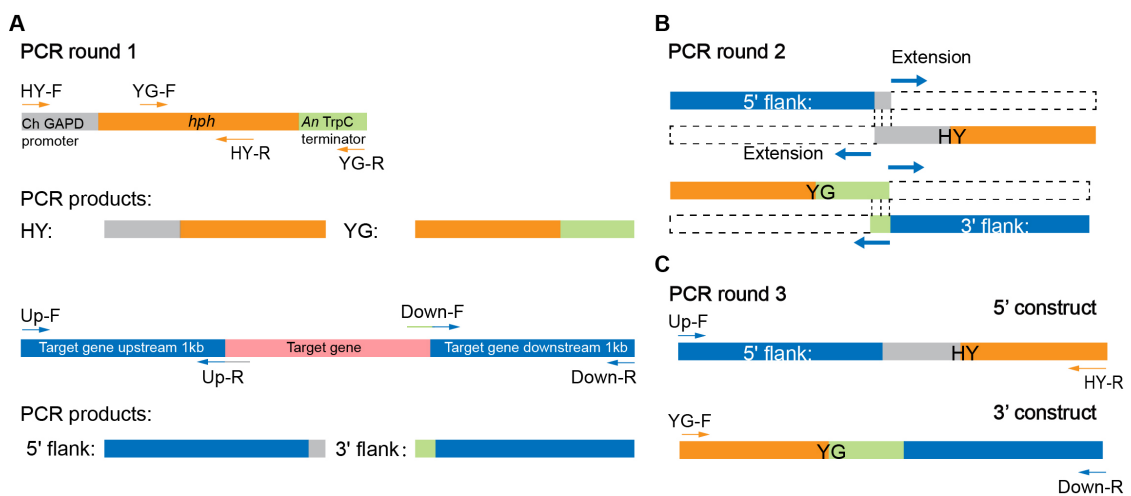 A
PCR round 1
HY-F
YG-F
Ch GAPD
promoter
hph
An TrpC
terminator
HY-R
YG-R
PCR products:
HY:
YG:
Up-F
Down-F
Target gene upstream 1kb
Target gene
Target gene downstream 1kb
Up-R
Down-R
PCR products:
5' flank:
3' flank:
B
PCR round 2
Extension
5' flank:
HY
Extension
YG
3' flank:
C
PCR round 3
5’ construct
Up-F
5' flank:
HY
HY-R
3’ construct
YG-F
YG
Down-R